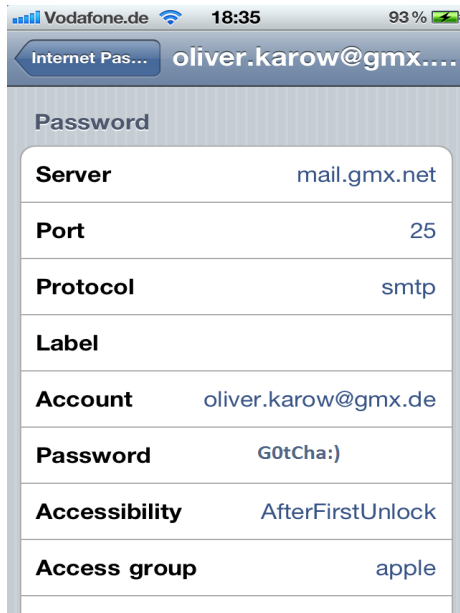 Vodafone.de 18:35 93 %
Internet Pas... oliver.karow@gmx....
Password
Server mail.gmx.net
Port 25
Protocol smtp
Label
Account oliver.karow@gmx.de
Password G0tCha:)
Accessibility AfterFirstUnlock
Access group apple